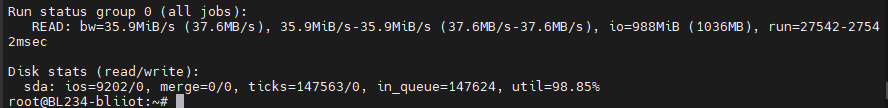 Run status group 0 (all jobs):
   READ: bw=35.9MiB/s (37.6MB/s), 35.9MiB/s-35.9MiB/s (37.6MB/s-37.6MB/s), io=988MiB (1036MB), run=27542-2754
2msec

Disk stats (read/write):
  sda: ios=9202/0, merge=0/0, ticks=147563/0, in_queue=147624, util=98.85%
root@BL234-bliiot:~#